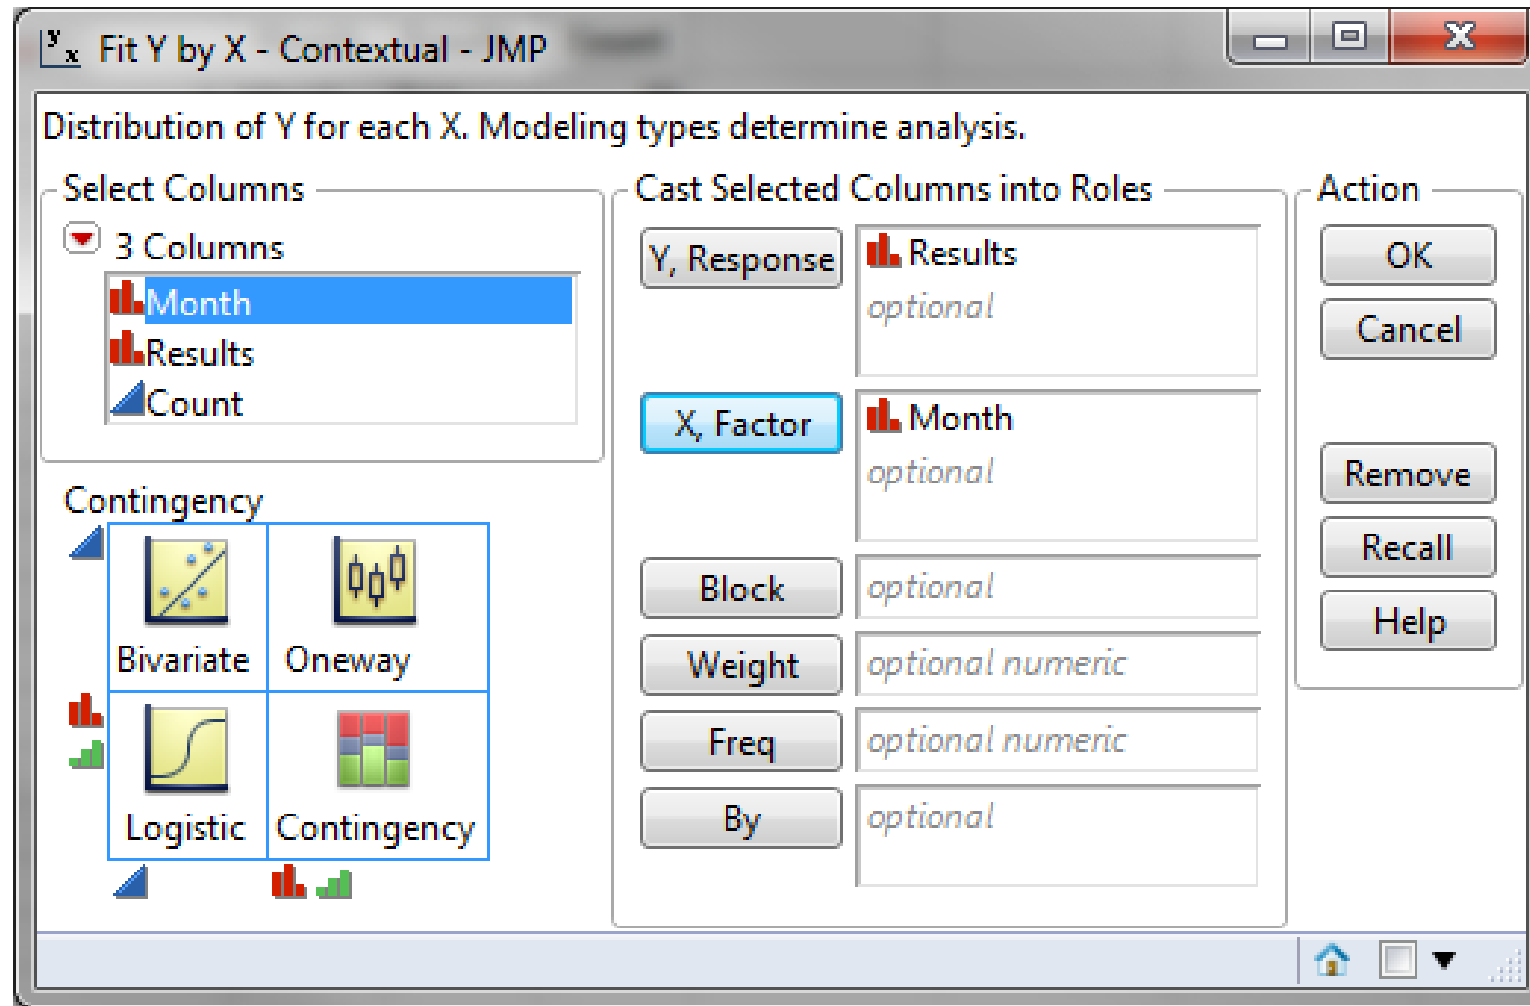 Fit Y by X - Contextual - JMP
Distribution of Y for each X. Modeling types determine analysis.
Select Columns
3 Columns
Month
Results
Count
Contingency
Bivariate
Oneway
Logistic
Contingency
Cast Selected Columns into Roles
Y, Response
Results
optional
X, Factor
Month
optional
Block
optional
Weight
optional numeric
Freq
optional numeric
By
optional
Action
OK
Cancel
Remove
Recall
Help